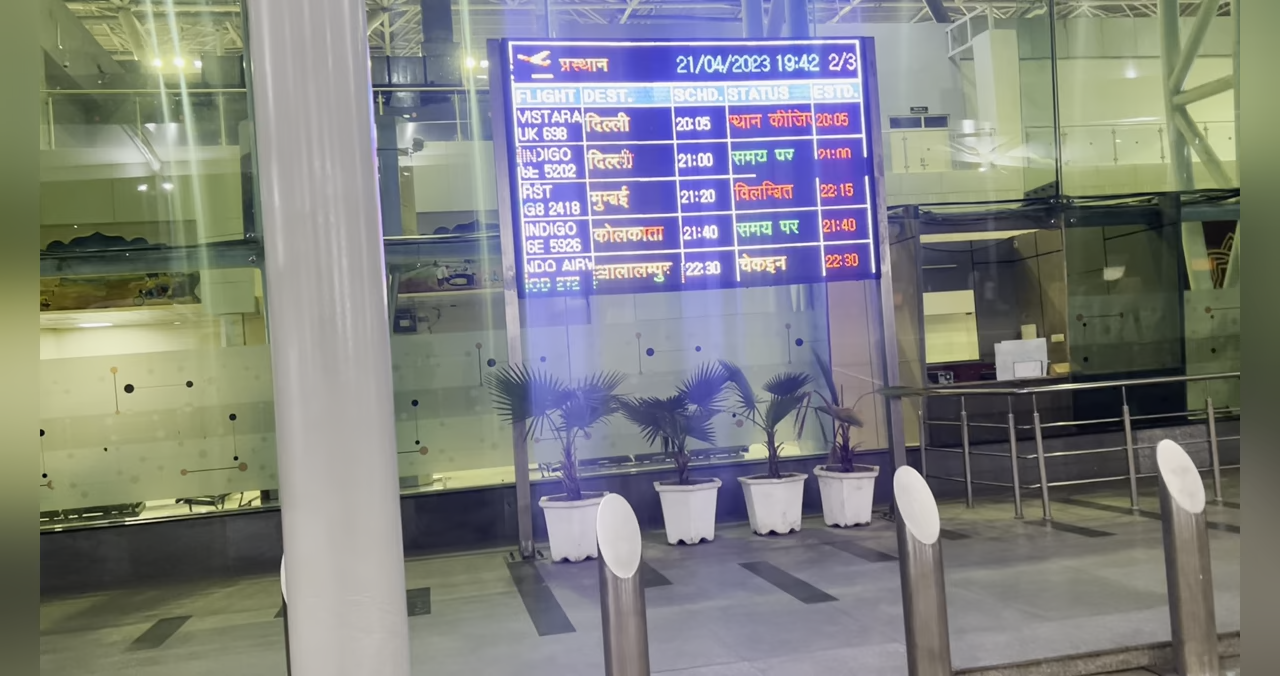 प्रस्थान 21/04/2023 19:42 2/3
FLIGHT DEST. SCHD. STATUS ESTD.
VISTARA
UK 698 दिल्ली 20:05 स्थान कीजिए 20:05
INDIGO
6E 5202 दिल्ली 21:00 समय पर 21:00
G8 2418 मुम्बई 21:20 विलम्बित 22:15
INDIGO
6E 5926 कोलकाता 21:40 समय पर 21:40
22:30 चेकइन 22:30